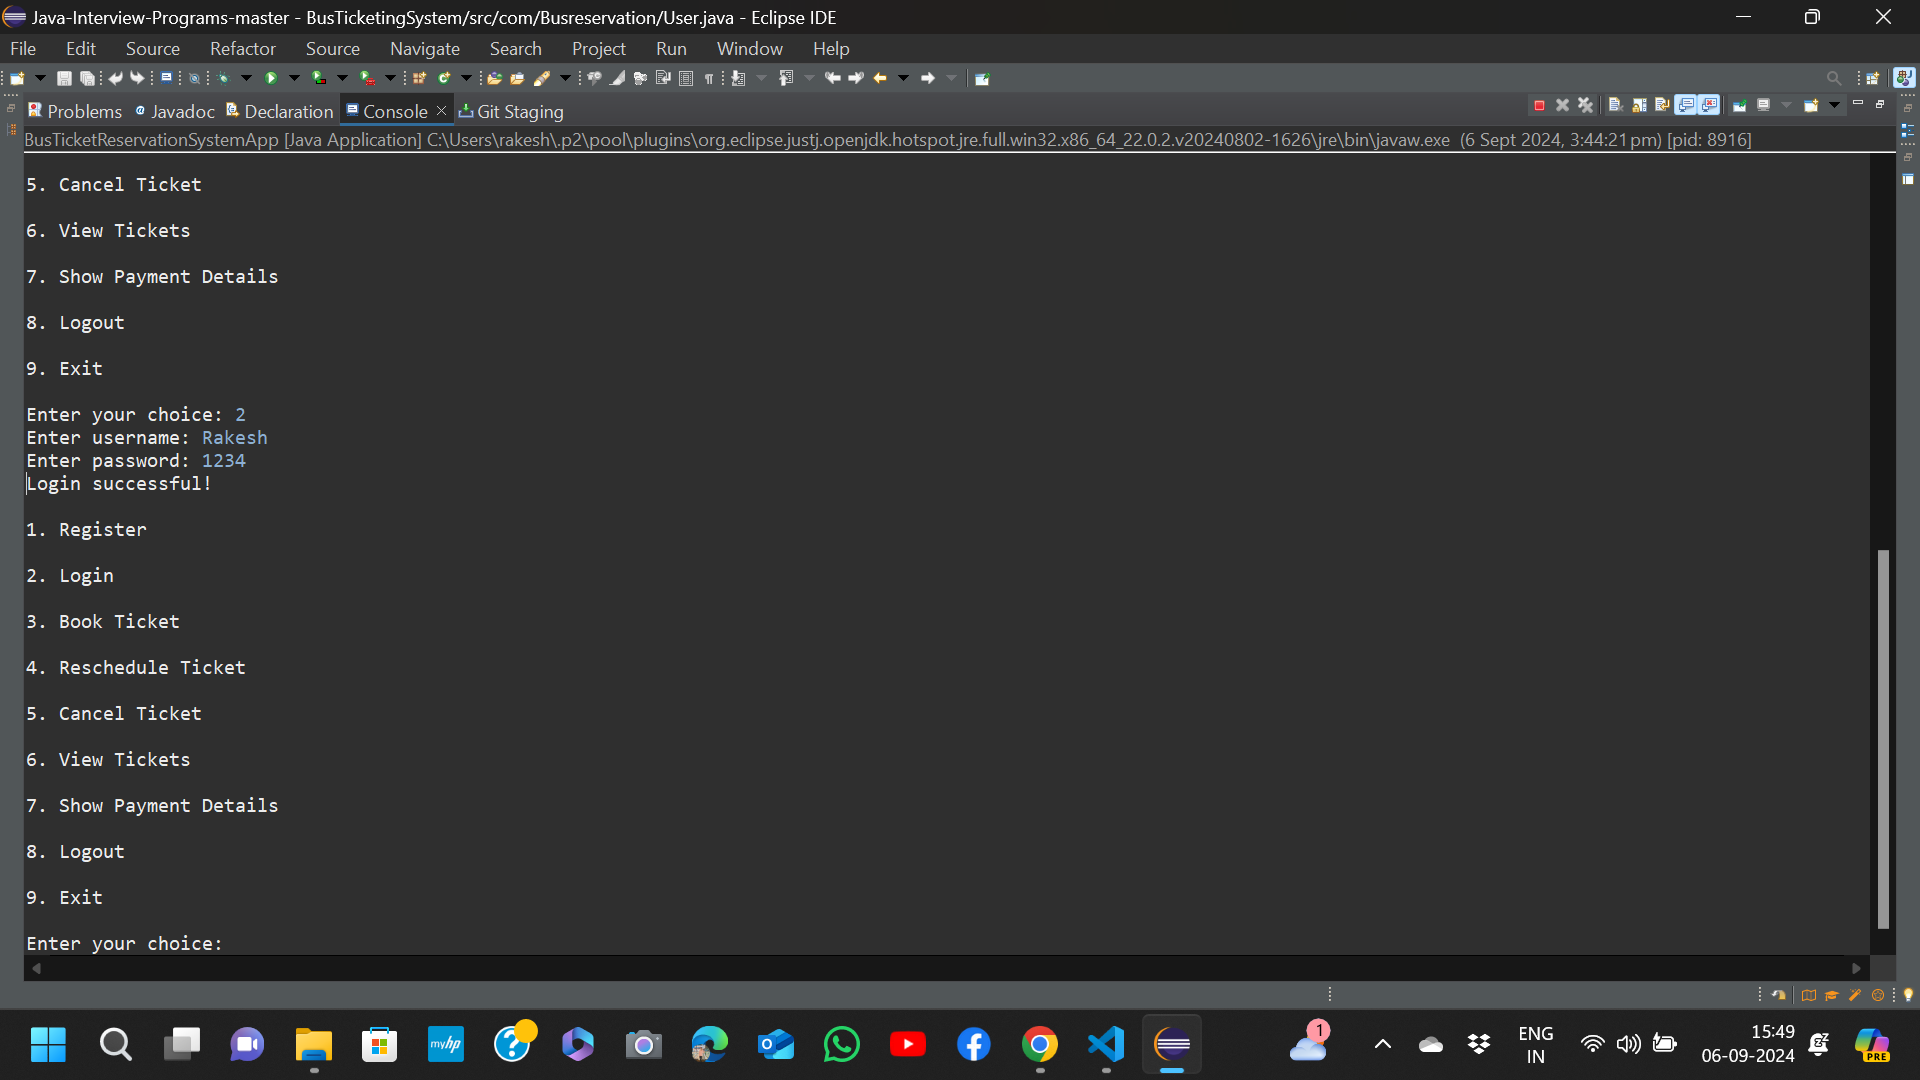 Java-Interview-Programs-master - BusTicketingSystem/src/com/Busreservation/User.java - Eclipse IDE
File Edit Source Refactor Source Navigate Search Project Run Window Help
Problems Javadoc Declaration Console Git Staging
BusTicketReservationSystemApp [Java Application] C:\Users\rakesh\.p2\pool\plugins\org.eclipse.justj.openjdk.hotspot.jre.full.win32.x86_64_22.0.2.v20240802-1626\jre\bin\javaw.exe (6 Sept 2024, 3:44:21 pm) [pid: 8916]
5. Cancel Ticket
6. View Tickets
7. Show Payment Details
8. Logout
9. Exit
Enter your choice: 2
Enter username: Rakesh
Enter password: 1234
Login successful!
1. Register
2. Login
3. Book Ticket
4. Reschedule Ticket
5. Cancel Ticket
6. View Tickets
7. Show Payment Details
8. Logout
9. Exit
Enter your choice:
myhp
1
ENG
IN
15:49
06-09-2024
PRE